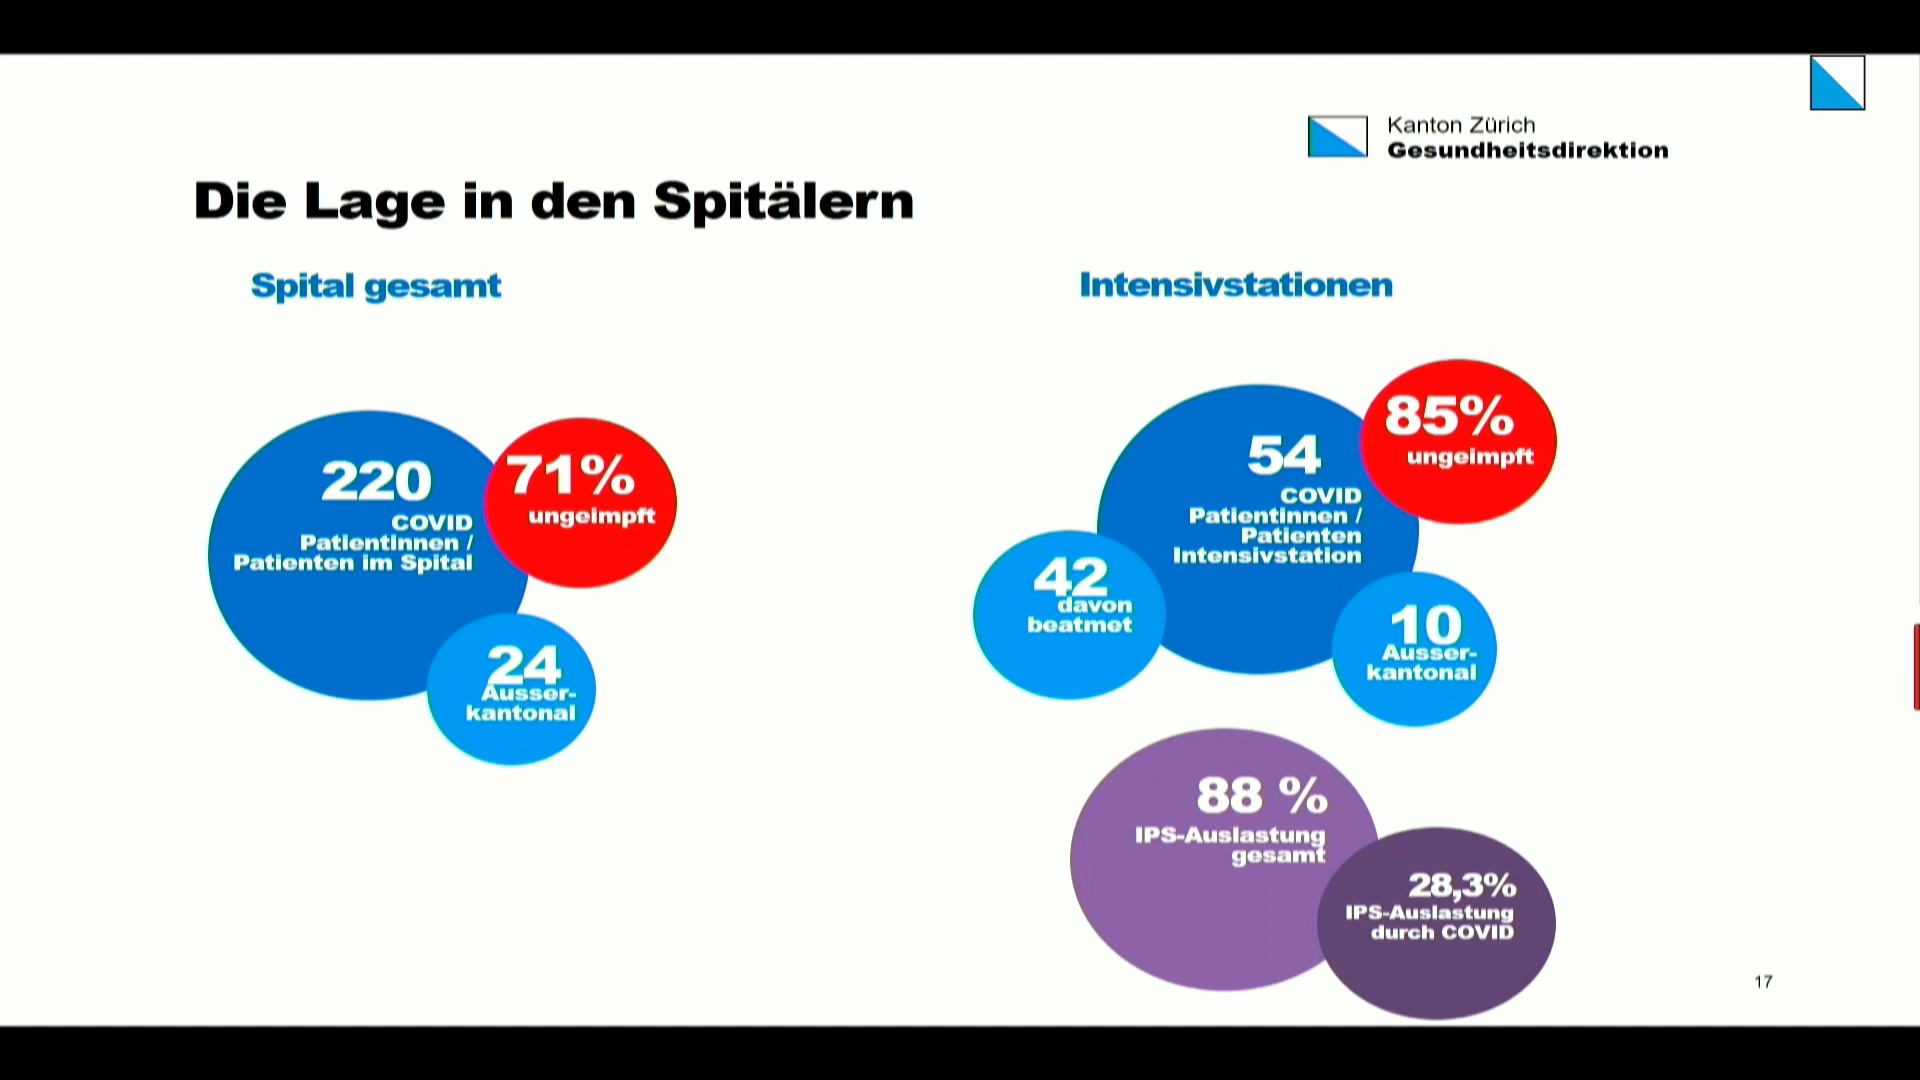 Kanton Zürich
Gesundheitsdirektion
Die Lage in den Spitälern
Spital gesamt
220
COVID
Patientinnen /
Patienten im Spital
71%
ungeimpft
24
Ausser-
kantonal
Intensivstationen
54
COVID
Patientinnen /
Patienten
Intensivstation
85%
ungeimpft
42
davon
beatmet
10
Ausser-
kantonal
88 %
IPS-Auslastung
gesamt
28,3%
IPS-Auslastung
durch COVID
17